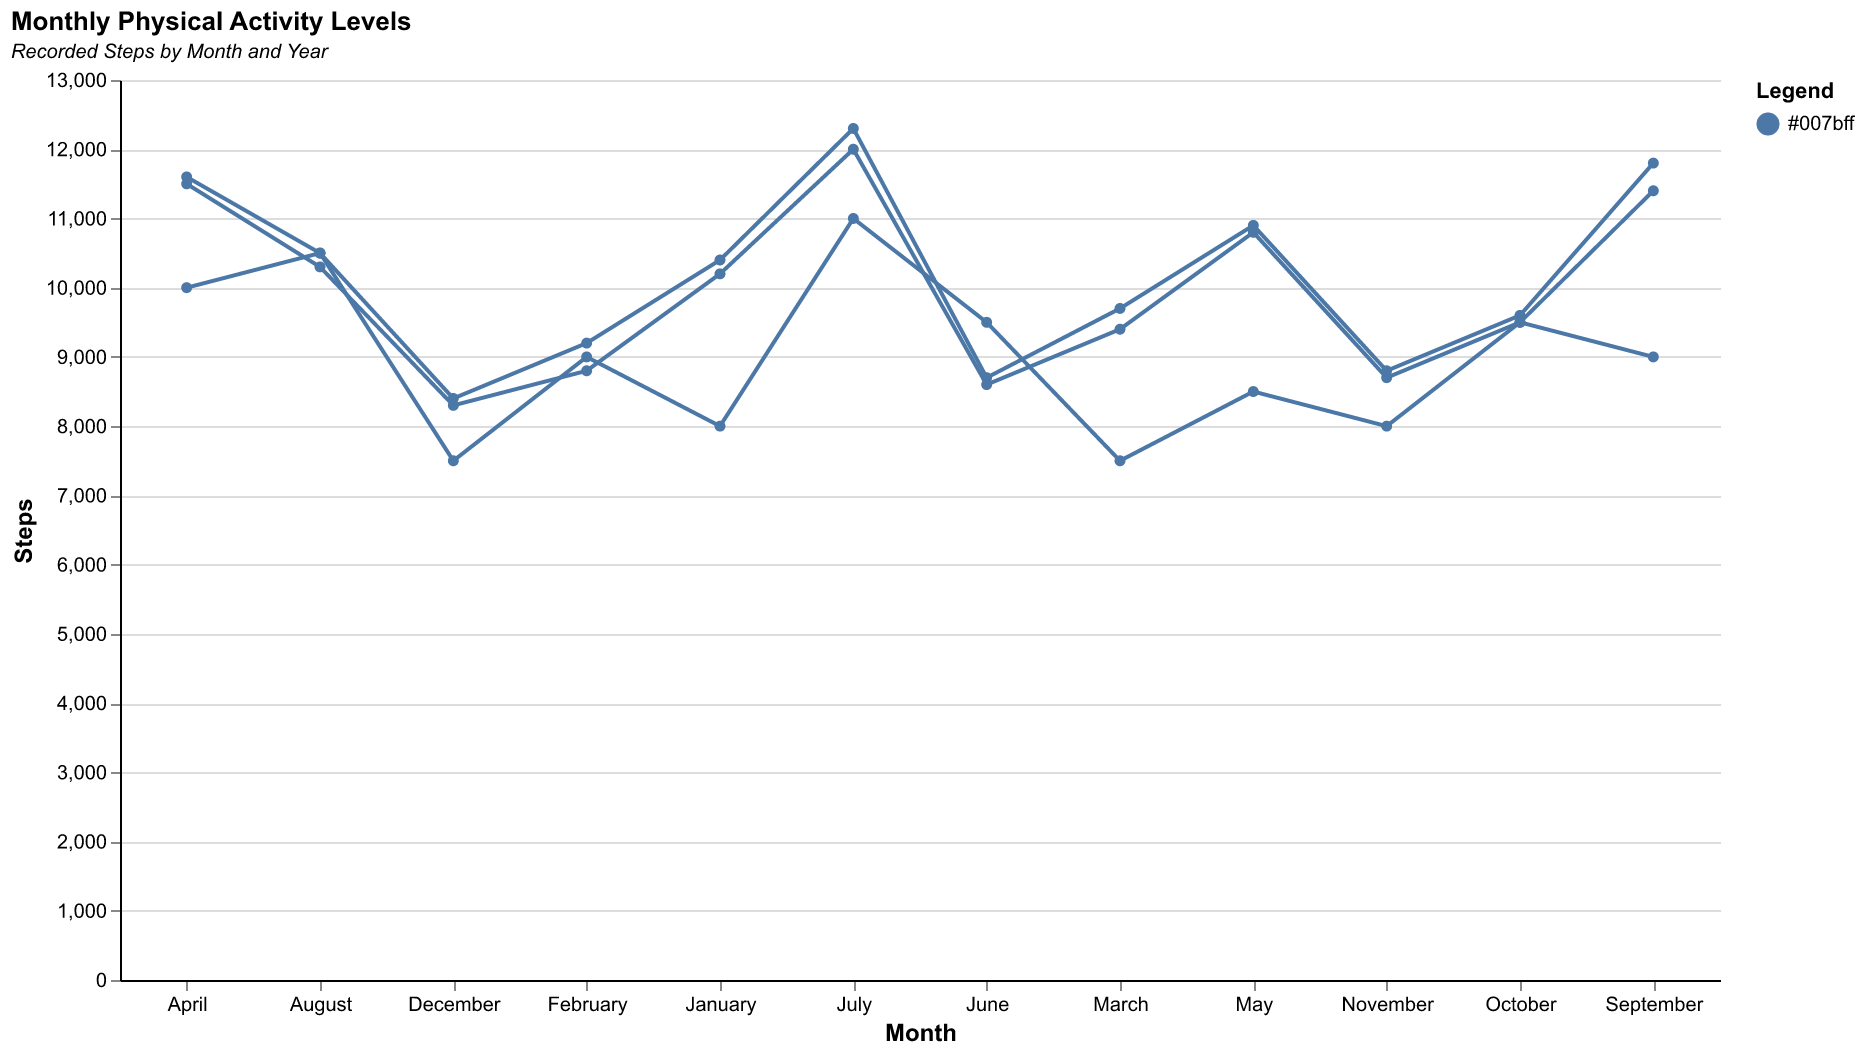 Monthly Physical Activity Levels
Recorded Steps by Month and Year
13,000
12,000
11,000
10,000
9,000
8,000
7,000
6,000
5,000
4,000
3,000
2,000
1,000
0
Steps
April August December February January July June March May November October September
Month
Legend
#007bff